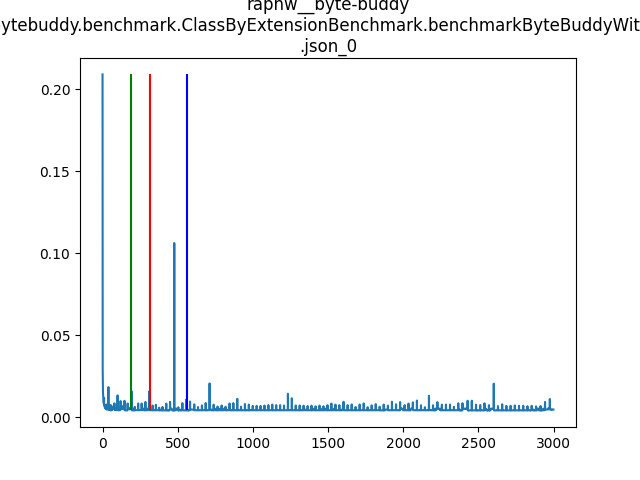 raphw__byte-buddy
ytebuddy.benchmark.ClassByExtensionBenchmark.benchmarkByteBuddyWit
.json_0
0.20
0.15
0.10
0.05
0.00
0 500 1000 1500 2000 2500 3000